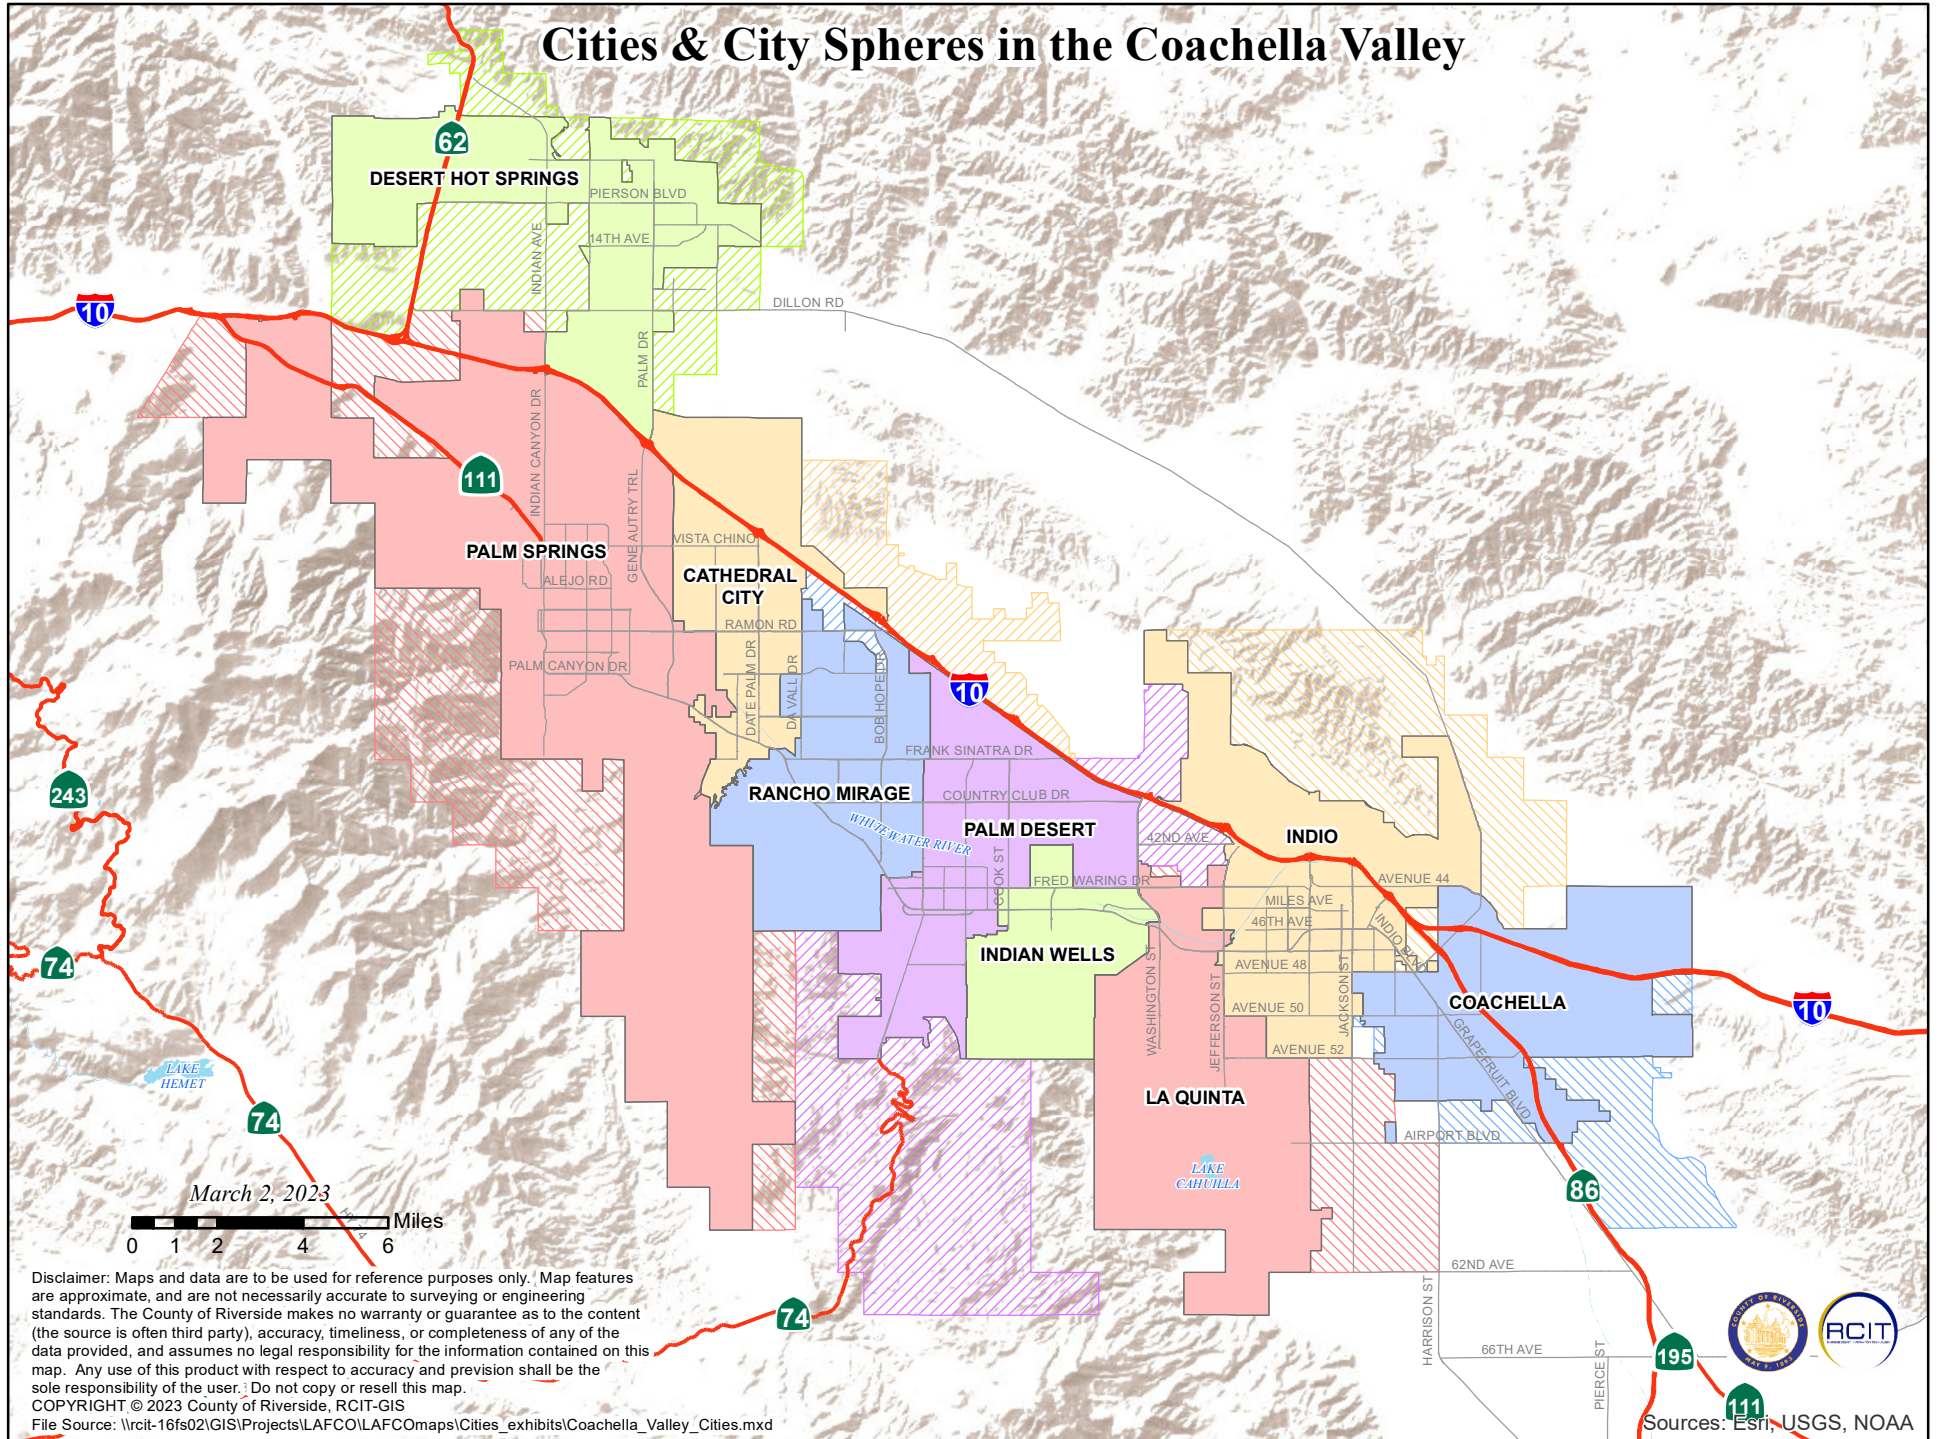 Cities & City Spheres in the Coachella Valley
62
DESERT HOT SPRINGS
PIERSON BLVD
14TH AVE
INDIAN AVE
DILLON RD
10
PALM DR
INDIAN CANYON DR
111
GENE AUTRY TRL
VISTA CHINO
PALM SPRINGS
ALEJO RD
CATHEDRAL
CITY
RAMON RD
PALM CANYON DR
DATE PALM DR
DA VALL DR
BOB HOPE DR
10
FRANK SINATRA DR
243
RANCHO MIRAGE
COUNTRY CLUB DR
WHITEWATER RIVER
PALM DESERT
42ND AVE
INDIO
COOK ST
FRED WARING DR
AVENUE 44
MILES AVE
46TH AVE
INDIO BLVD
74
INDIAN WELLS
WASHINGTON ST
JEFFERSON ST
AVENUE 48
JACKSON ST
COACHELLA
10
AVENUE 50
AVENUE 52
GRAPEFRUIT BLVD
LAKE
HEMET
74
LA QUINTA
AIRPORT BLVD
LAKE
CAHUILLA
86
March 2, 2023
HWY 74
Miles
0 1 2 4 6
62ND AVE
HARRISON ST
74
66TH AVE
PIERCE ST
195
111
COUNTY OF RIVERSIDE
MAY 9, 1893
RCIT
Disclaimer: Maps and data are to be used for reference purposes only. Map features
are approximate, and are not necessarily accurate to surveying or engineering
standards. The County of Riverside makes no warranty or guarantee as to the content
(the source is often third party), accuracy, timeliness, or completeness of any of the
data provided, and assumes no legal responsibility for the information contained on this
map. Any use of this product with respect to accuracy and prevision shall be the
sole responsibility of the user. Do not copy or resell this map.
COPYRIGHT © 2023 County of Riverside, RCIT-GIS
File Source: \\rcit-16fs02\GIS\Projects\LAFCO\LAFCOmaps\Cities_exhibits\Coachella_Valley_Cities.mxd
Sources: Esri, USGS, NOAA